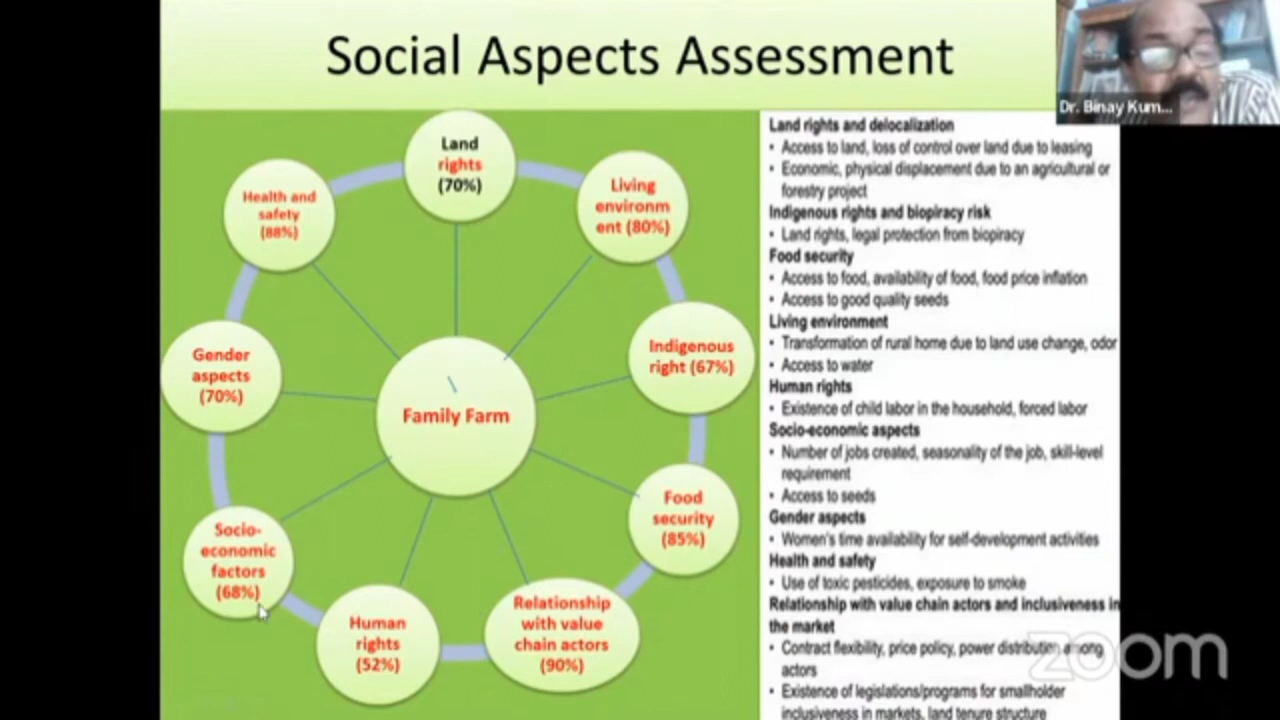 Social Aspects Assessment
Dr. Binay Kum...
Land
rights
(70%)
Living
environm
ent (80%)
Indigenous
right (67%)
Food
security
(85%)
Relationship
with value
chain actors
(90%)
Human
rights
(52%)
Socio-
economic
factors
(68%)
Gender
aspects
(70%)
Health and
safety
(88%)
Family Farm
Land rights and delocalization
• Access to land, loss of control over land due to leasing
• Economic, physical displacement due to an agricultural or
forestry project
Indigenous rights and biopiracy risk
• Land rights, legal protection from biopiracy
Food security
• Access to food, availability of food, food price inflation
• Access to good quality seeds
Living environment
• Transformation of rural home due to land use change, odor
• Access to water
Human rights
• Existence of child labor in the household, forced labor
Socio-economic aspects
• Number of jobs created, seasonality of the job, skill-level
requirement
• Access to seeds
Gender aspects
• Women's time availability for self-development activities
Health and safety
• Use of toxic pesticides, exposure to smoke
Relationship with value chain actors and inclusiveness in
the market
• Contract flexibility, price policy, power distribution among
actors
• Existence of legislations/programs for smallholder
inclusiveness in markets, land tenure structure
zoom